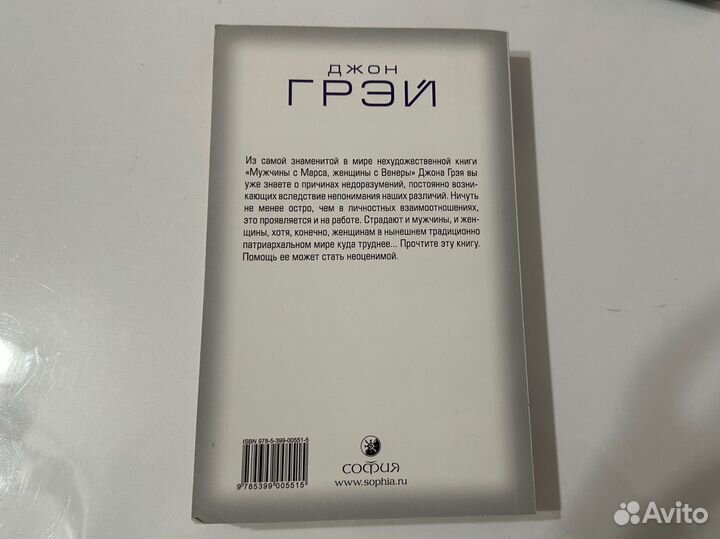 ДЖОН
ГРЭЙ
Из самой знаменитой в мире нехудожественной книги
«Мужчины с Марса, женщины с Венеры» Джона Грэя вы
уже знаете о причинах недоразумений, постоянно возни-
кающих вследствие непонимания наших различий. Ничуть
не менее остро, чем в личностных взаимоотношениях,
это проявляется и на работе. Страдают и мужчины, и жен-
щины, хотя, конечно, женщинам в нынешнем традиционно
патриархальном мире куда труднее... Прочтите эту книгу.
Помощь ее может стать неоценимой.
ISBN 978-5-399-00551-5
9 785399 005515
СОФИЯ
www.sophia.ru
Avito